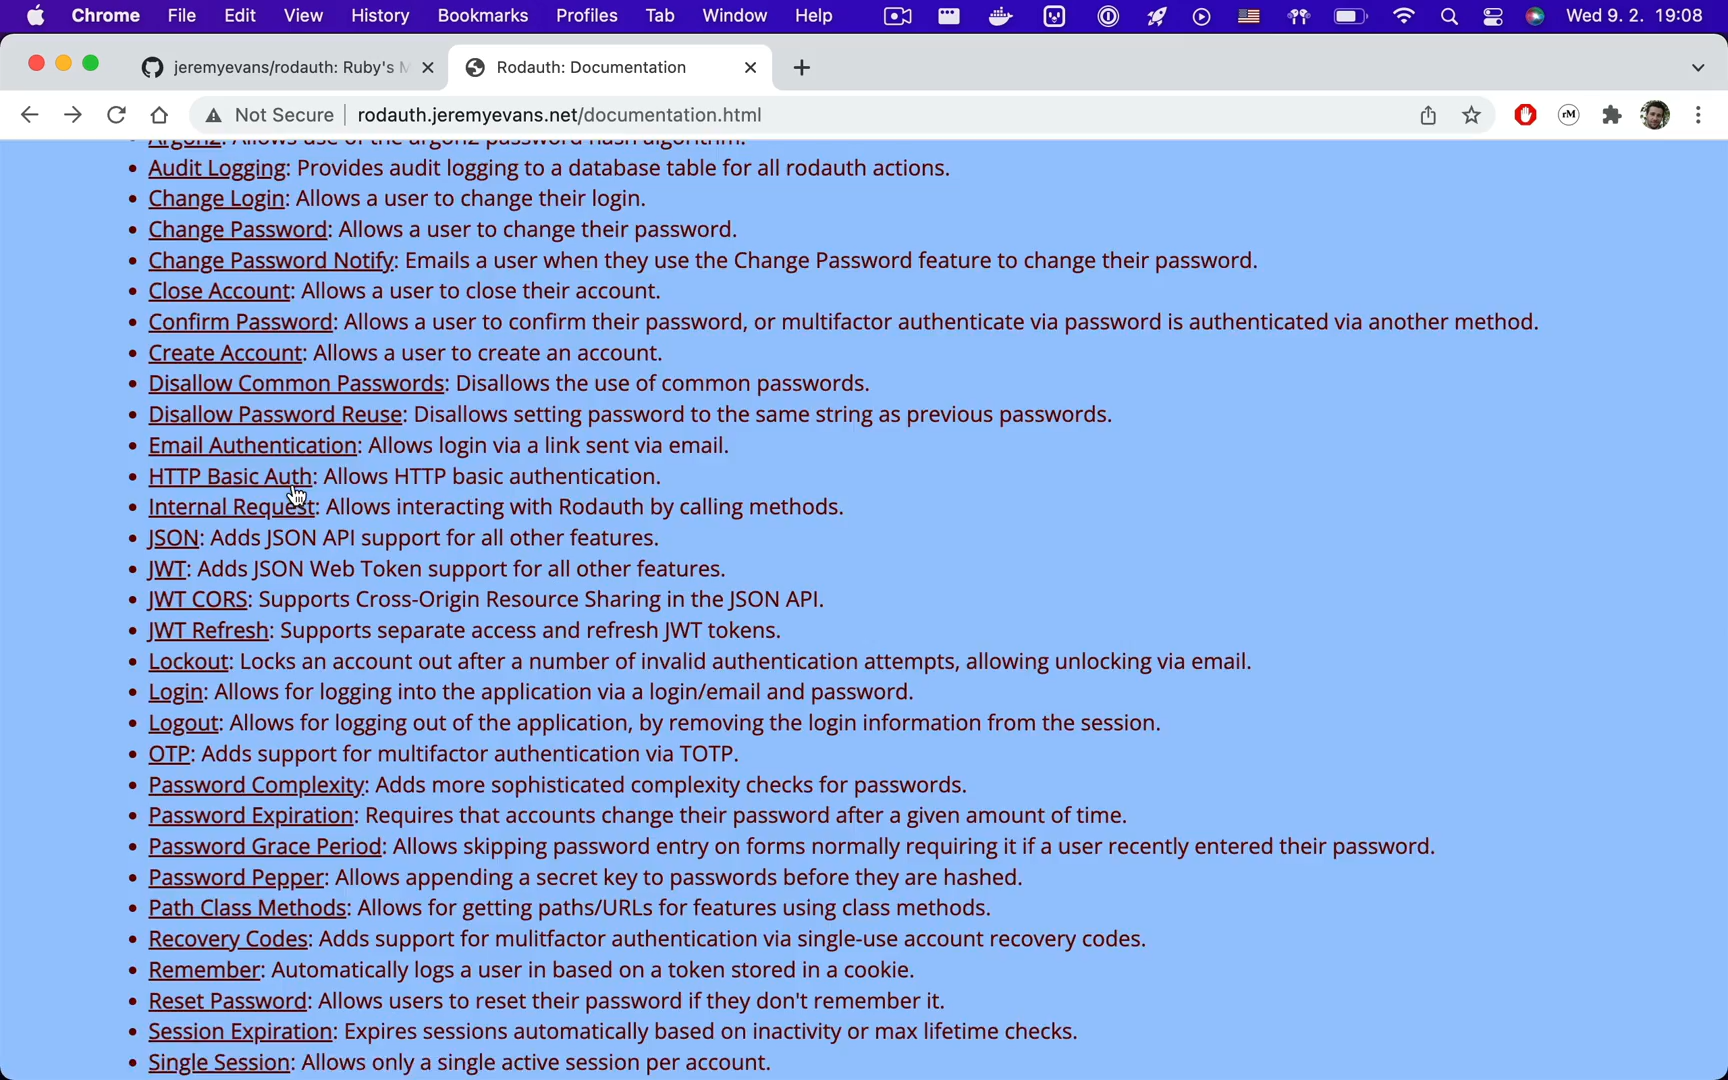 Chrome File Edit View History Bookmarks Profiles Tab Window Help Wed 9. 2. 19:08
jeremyevans/rodauth: Ruby's Rodauth: Documentation
Not Secure rodauth.jeremyevans.net/documentation.html
Argon2: Allows use of the argon2 password hash algorithm.
Audit Logging: Provides audit logging to a database table for all rodauth actions.
Change Login: Allows a user to change their login.
Change Password: Allows a user to change their password.
Change Password Notify: Emails a user when they use the Change Password feature to change their password.
Close Account: Allows a user to close their account.
Confirm Password: Allows a user to confirm their password, or multifactor authenticate via password is authenticated via another method.
Create Account: Allows a user to create an account.
Disallow Common Passwords: Disallows the use of common passwords.
Disallow Password Reuse: Disallows setting password to the same string as previous passwords.
Email Authentication: Allows login via a link sent via email.
HTTP Basic Auth: Allows HTTP basic authentication.
Internal Request: Allows interacting with Rodauth by calling methods.
JSON: Adds JSON API support for all other features.
JWT: Adds JSON Web Token support for all other features.
JWT CORS: Supports Cross-Origin Resource Sharing in the JSON API.
JWT Refresh: Supports separate access and refresh JWT tokens.
Lockout: Locks an account out after a number of invalid authentication attempts, allowing unlocking via email.
Login: Allows for logging into the application via a login/email and password.
Logout: Allows for logging out of the application, by removing the login information from the session.
OTP: Adds support for multifactor authentication via TOTP.
Password Complexity: Adds more sophisticated complexity checks for passwords.
Password Expiration: Requires that accounts change their password after a given amount of time.
Password Grace Period: Allows skipping password entry on forms normally requiring it if a user recently entered their password.
Password Pepper: Allows appending a secret key to passwords before they are hashed.
Path Class Methods: Allows for getting paths/URLs for features using class methods.
Recovery Codes: Adds support for mulitfactor authentication via single-use account recovery codes.
Remember: Automatically logs a user in based on a token stored in a cookie.
Reset Password: Allows users to reset their password if they don't remember it.
Session Expiration: Expires sessions automatically based on inactivity or max lifetime checks.
Single Session: Allows only a single active session per account.